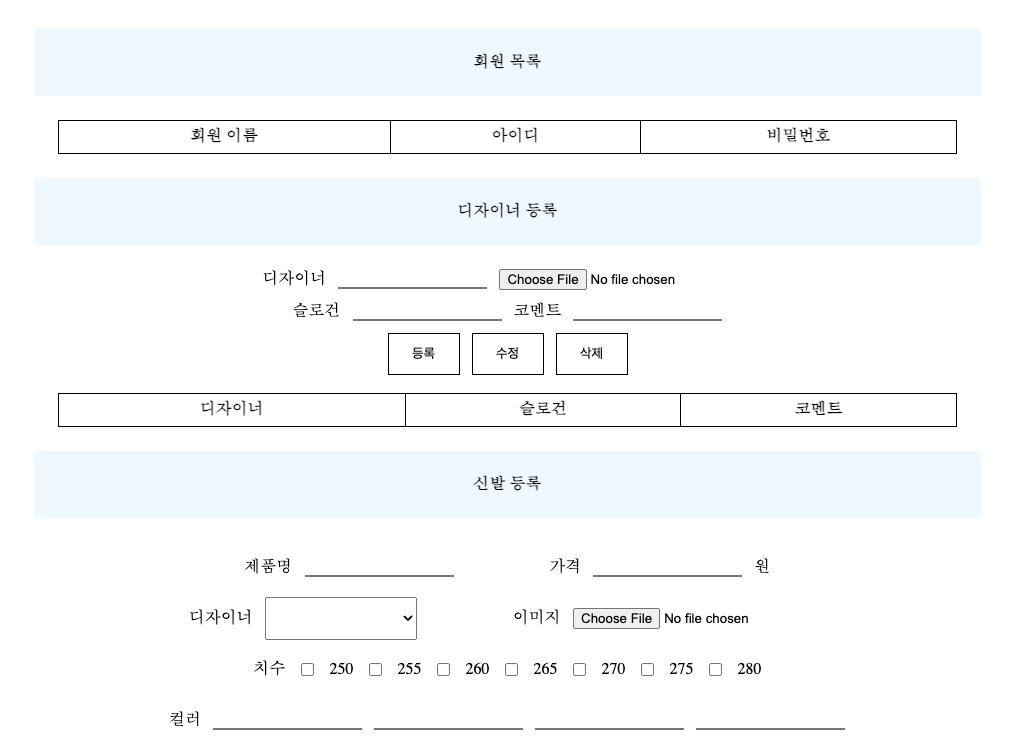 회원 목록
회원 이름 아이디 비밀번호
디자이너 등록
디자이너 Choose File No file chosen
슬로건 코멘트
등록 수정 삭제
디자이너 슬로건 코멘트
신발 등록
제품명 가격 원
디자이너 이미지 Choose File No file chosen
치수 250 255 260 265 270 275 280
컬러